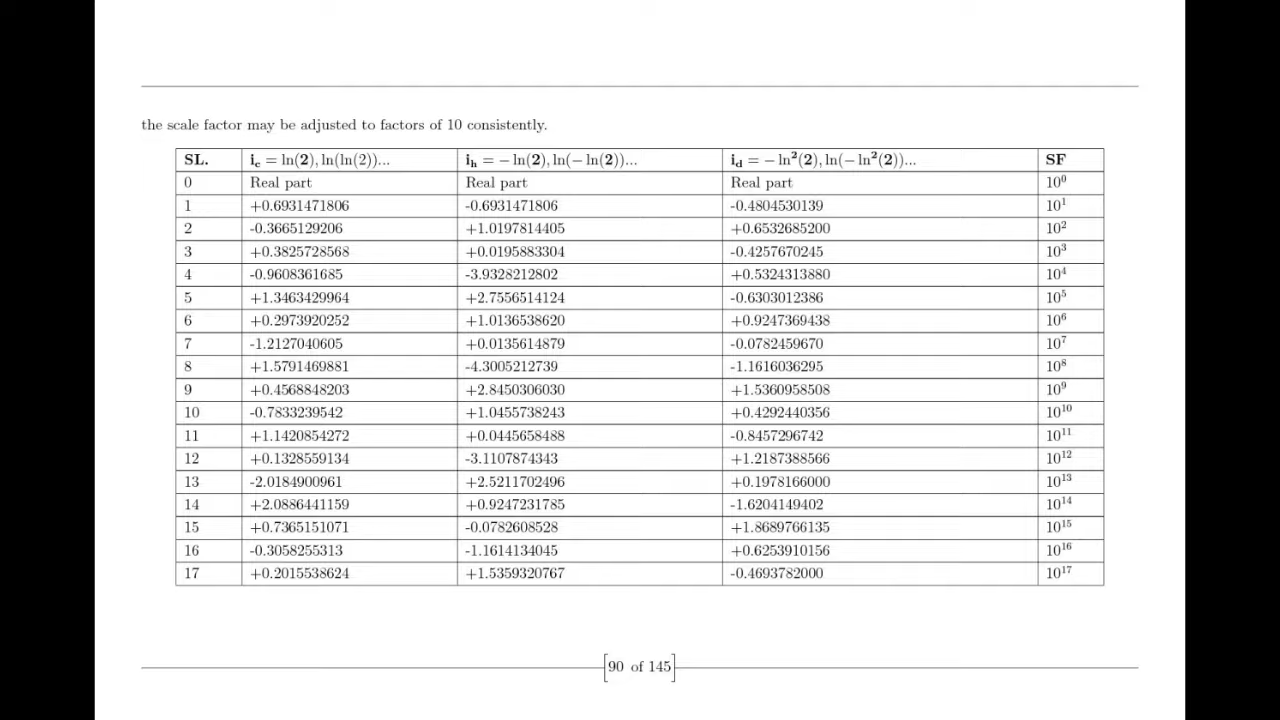 the scale factor may be adjusted to factors of 10 consistently.
SL. i_c = ln(2), ln(ln(2))... i_h = − ln(2), ln(− ln(2))... i_d = − ln²(2), ln(− ln²(2))... SF
0 Real part Real part Real part 10⁰
1 +0.6931471806 -0.6931471806 -0.4804530139 10¹
2 -0.3665129206 +1.0197814405 +0.6532685200 10²
3 +0.3825728568 +0.0195883304 -0.4257670245 10³
4 -0.9608361685 -3.9328212802 +0.5324313880 10⁴
5 +1.3463429964 +2.7556514124 -0.6303012386 10⁵
6 +0.2973920252 +1.0136538620 +0.9247369438 10⁶
7 -1.2127040605 +0.0135614879 -0.0782459670 10⁷
8 +1.5791469881 -4.3005212739 -1.1616036295 10⁸
9 +0.4568848203 +2.8450306030 +1.5360958508 10⁹
10 -0.7833239542 +1.0455738243 +0.4292440356 10¹⁰
11 +1.1420854272 +0.0445658488 -0.8457296742 10¹¹
12 +0.1328559134 -3.1107874343 +1.2187388566 10¹²
13 -2.0184900961 +2.5211702496 +0.1978166000 10¹³
14 +2.0886441159 +0.9247231785 -1.6204149402 10¹⁴
15 +0.7365151071 -0.0782608528 +1.8689766135 10¹⁵
16 -0.3058255313 -1.1614134045 +0.6253910156 10¹⁶
17 +0.2015538624 +1.5359320767 -0.4693782000 10¹⁷
[90 of 145]